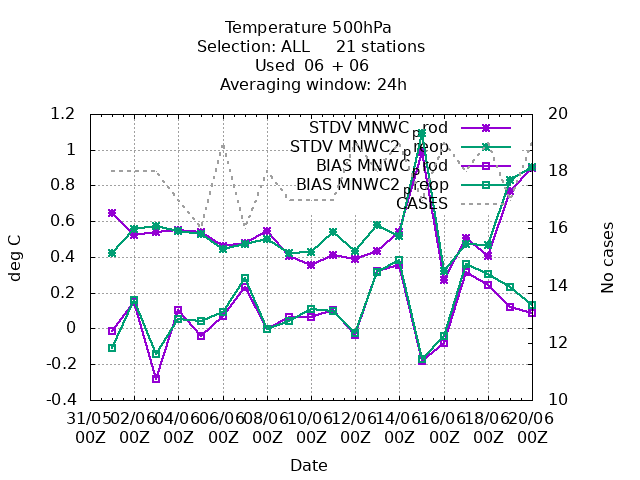 Temperature 500hPa
Selection: ALL     21 stations
Used  06 + 06
Averaging window: 24h
STDV MNWCprod
STDV MNWC2preop
BIAS MNWCprod
BIAS MNWC2preop
CASES
1.2
1
0.8
0.6
0.4
0.2
0
-0.2
-0.4
deg C
20
18
16
14
12
10
No cases
31/05 02/06 04/06 06/06 08/06 10/06 12/06 14/06 16/06 18/06 20/06
00Z 00Z 00Z 00Z 00Z 00Z 00Z 00Z 00Z 00Z 00Z
Date